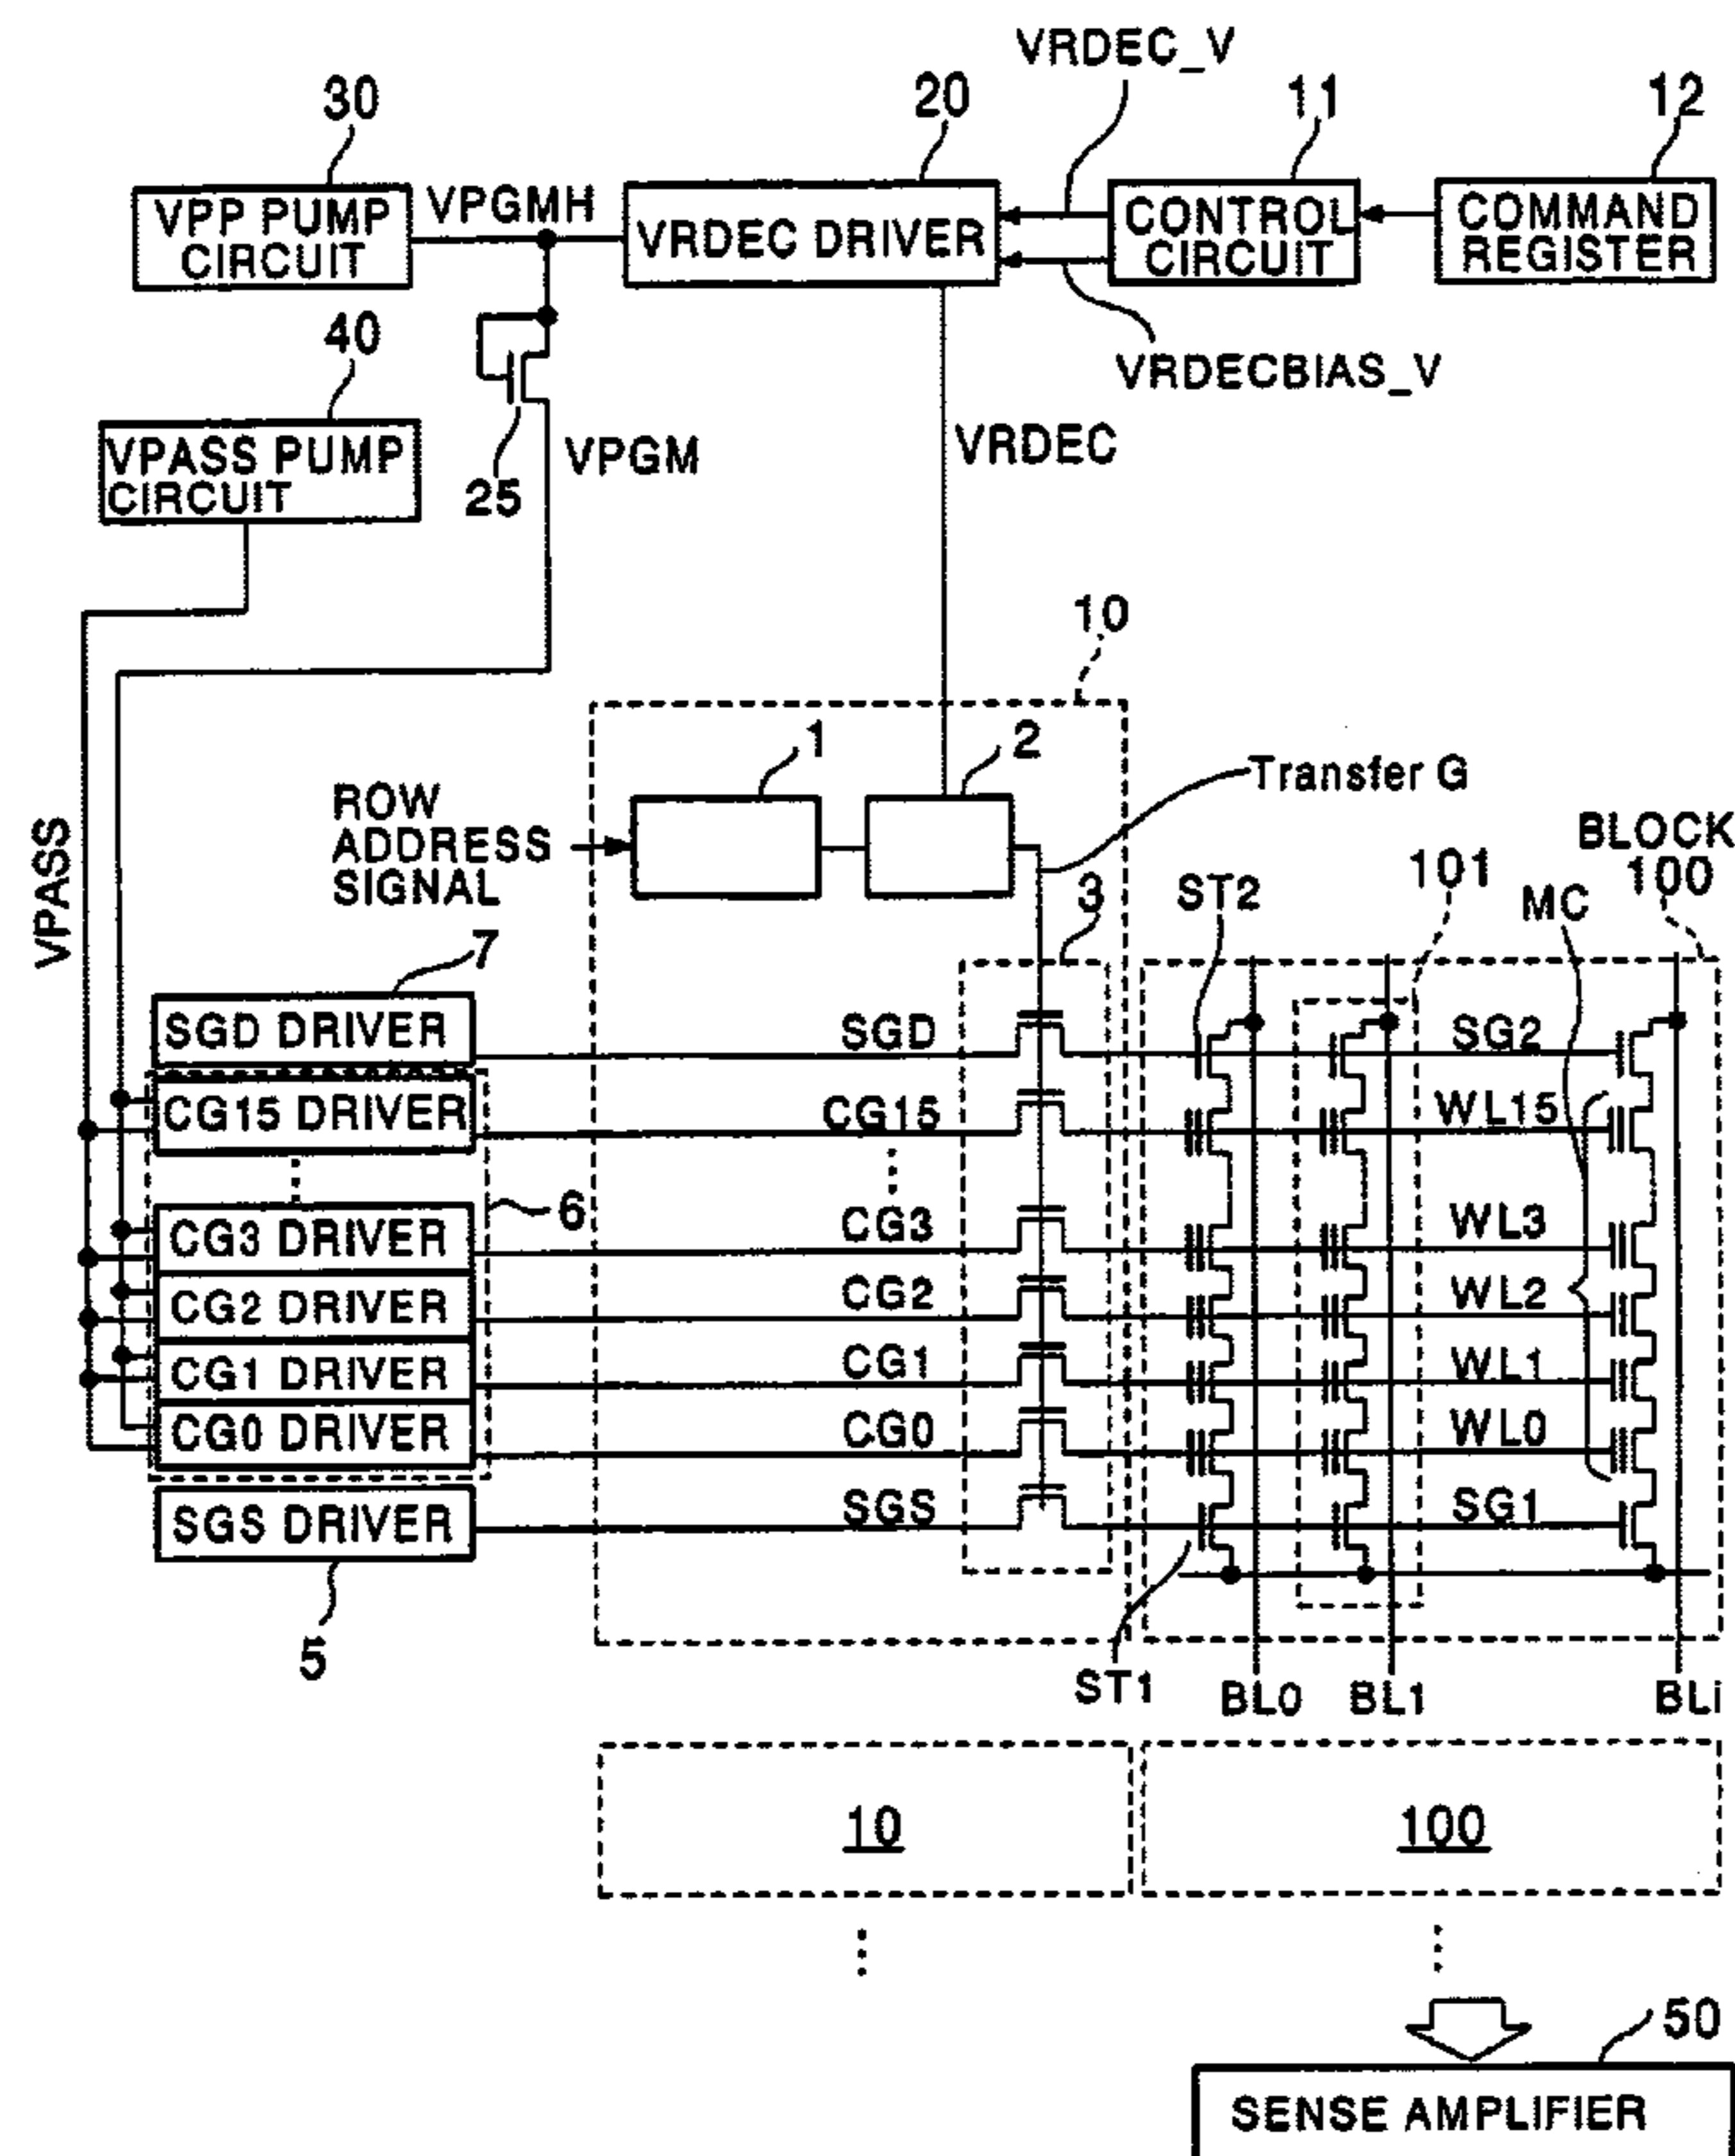 VRDEC_V
30
20
11
12
VPP PUMP
CIRCUIT
VPGMH
VRDEC DRIVER
CONTROL
CIRCUIT
COMMAND
REGISTER
40
VRDECBIAS_V
VPASS PUMP
CIRCUIT
25
VPGM
VRDEC
10
1
2
Transfer G
ROW
ADDRESS
SIGNAL
VPASS
3
ST2
101
BLOCK
100
MC
7
SGD DRIVER
SGD
SG2
CG15 DRIVER
CG15
WL15
6
CG3 DRIVER
CG3
WL3
CG2 DRIVER
CG2
WL2
CG1 DRIVER
CG1
WL1
CG0 DRIVER
CG0
WL0
SGS DRIVER
SGS
SG1
5
ST1
BL0
BL1
BLi
10
100
50
SENSE AMPLIFIER